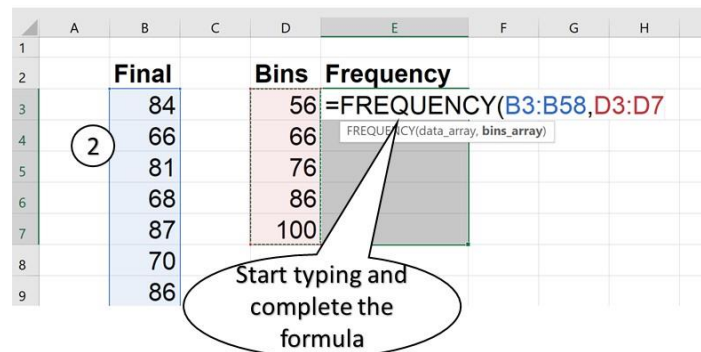 A B C D E F G H
1
2 Final Bins Frequency
3 84 56 =FREQUENCY(B3:B58,D3:D7
4 66 66 FREQUENCY(data_array, bins_array)
2
5 81 76
6 68 86
7 87 100
8 70
9 86
Start typing and
complete the
formula